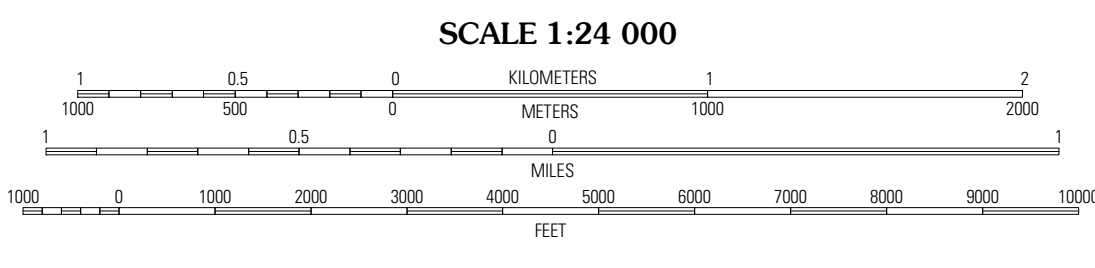 SCALE 1:24 000
1 0.5 0 KILOMETERS 1 2
1000 500 0 METERS 1000 2000
1 0.5 0 1
MILES
1000 0 1000 2000 3000 4000 5000 6000 7000 8000 9000 10000
FEET